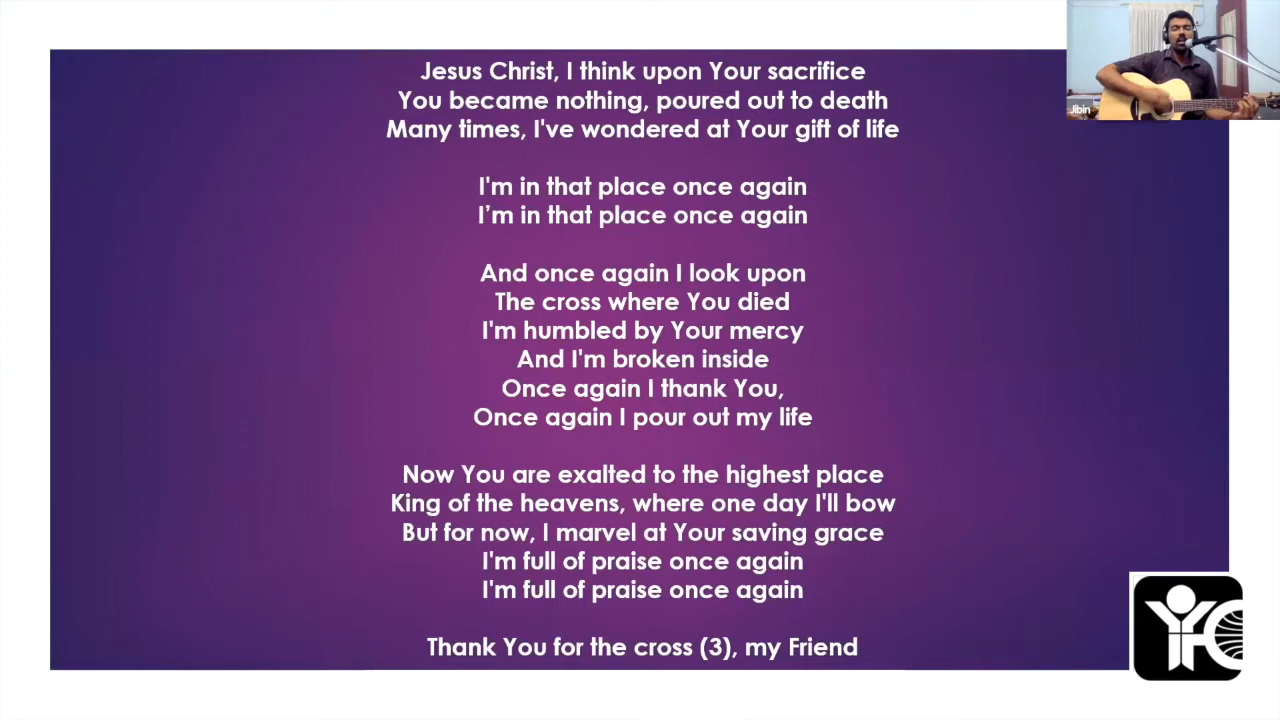 Jesus Christ, I think upon Your sacrifice
You became nothing, poured out to death
Many times, I've wondered at Your gift of life
I'm in that place once again
I’m in that place once again
And once again I look upon
The cross where You died
I'm humbled by Your mercy
And I'm broken inside
Once again I thank You,
Once again I pour out my life
Now You are exalted to the highest place
King of the heavens, where one day I'll bow
But for now, I marvel at Your saving grace
I'm full of praise once again
I'm full of praise once again
Thank You for the cross (3), my Friend
Jibin
YFC